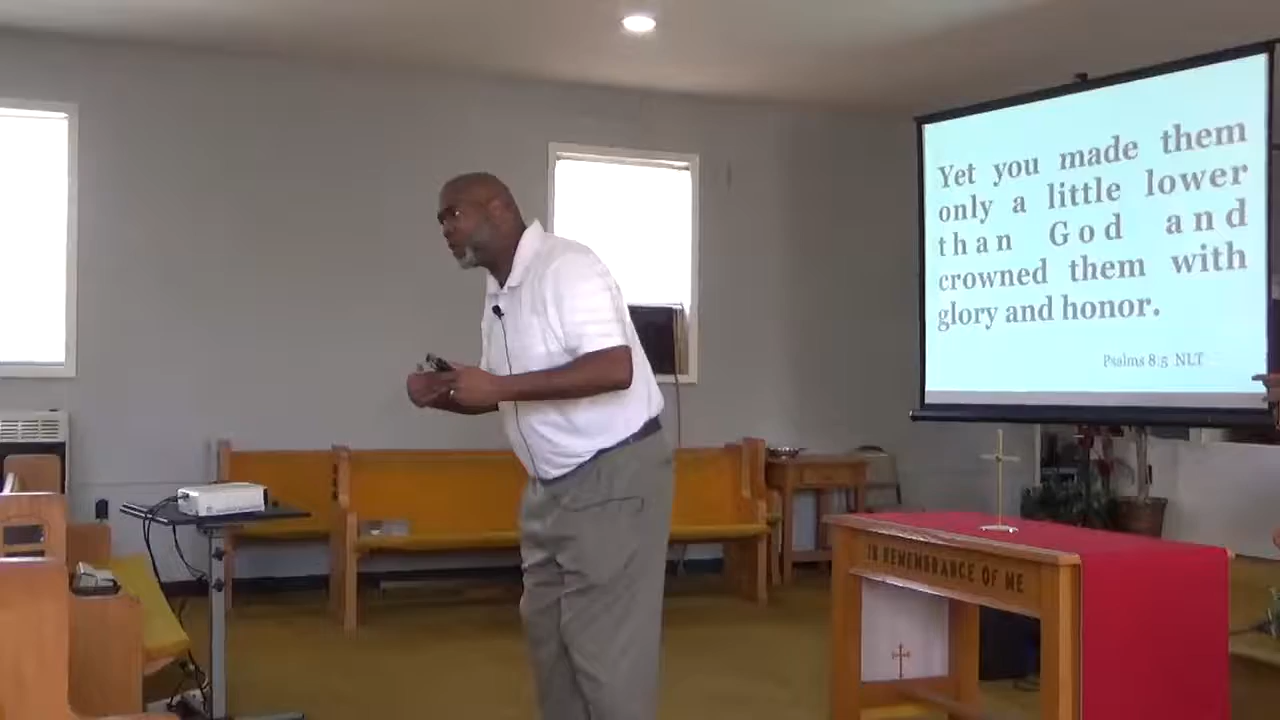 Yet you made them
only a little lower
than God and
crowned them with
glory and honor.
Psalms 8:5 NLT
IN REMEMBRANCE OF ME